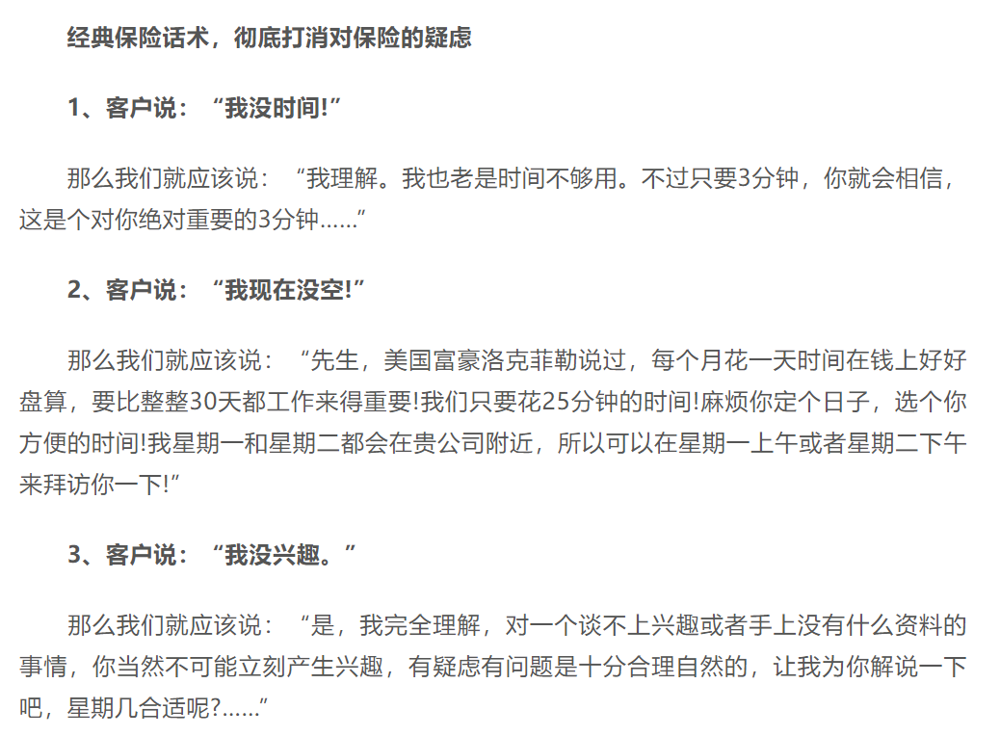 经典保险话术，彻底打消对保险的疑虑
1、客户说：“我没时间!”
那么我们就应该说：“我理解。我也老是时间不够用。不过只要3分钟，你就会相信，
这是个对你绝对重要的3分钟……”
2、客户说：“我现在没空!”
那么我们就应该说：“先生，美国富豪洛克菲勒说过，每个月花一天时间在钱上好好
盘算，要比整整30天都工作来得重要!我们只要花25分钟的时间!麻烦你定个日子，选个你
方便的时间!我星期一和星期二都会在贵公司附近，所以可以在星期一上午或者星期二下午
来拜访你一下!”
3、客户说：“我没兴趣。”
那么我们就应该说：“是，我完全理解，对一个谈不上兴趣或者手上没有什么资料的
事情，你当然不可能立刻产生兴趣，有疑虑有问题是十分合理自然的，让我为你解说一下
吧，星期几合适呢?……”